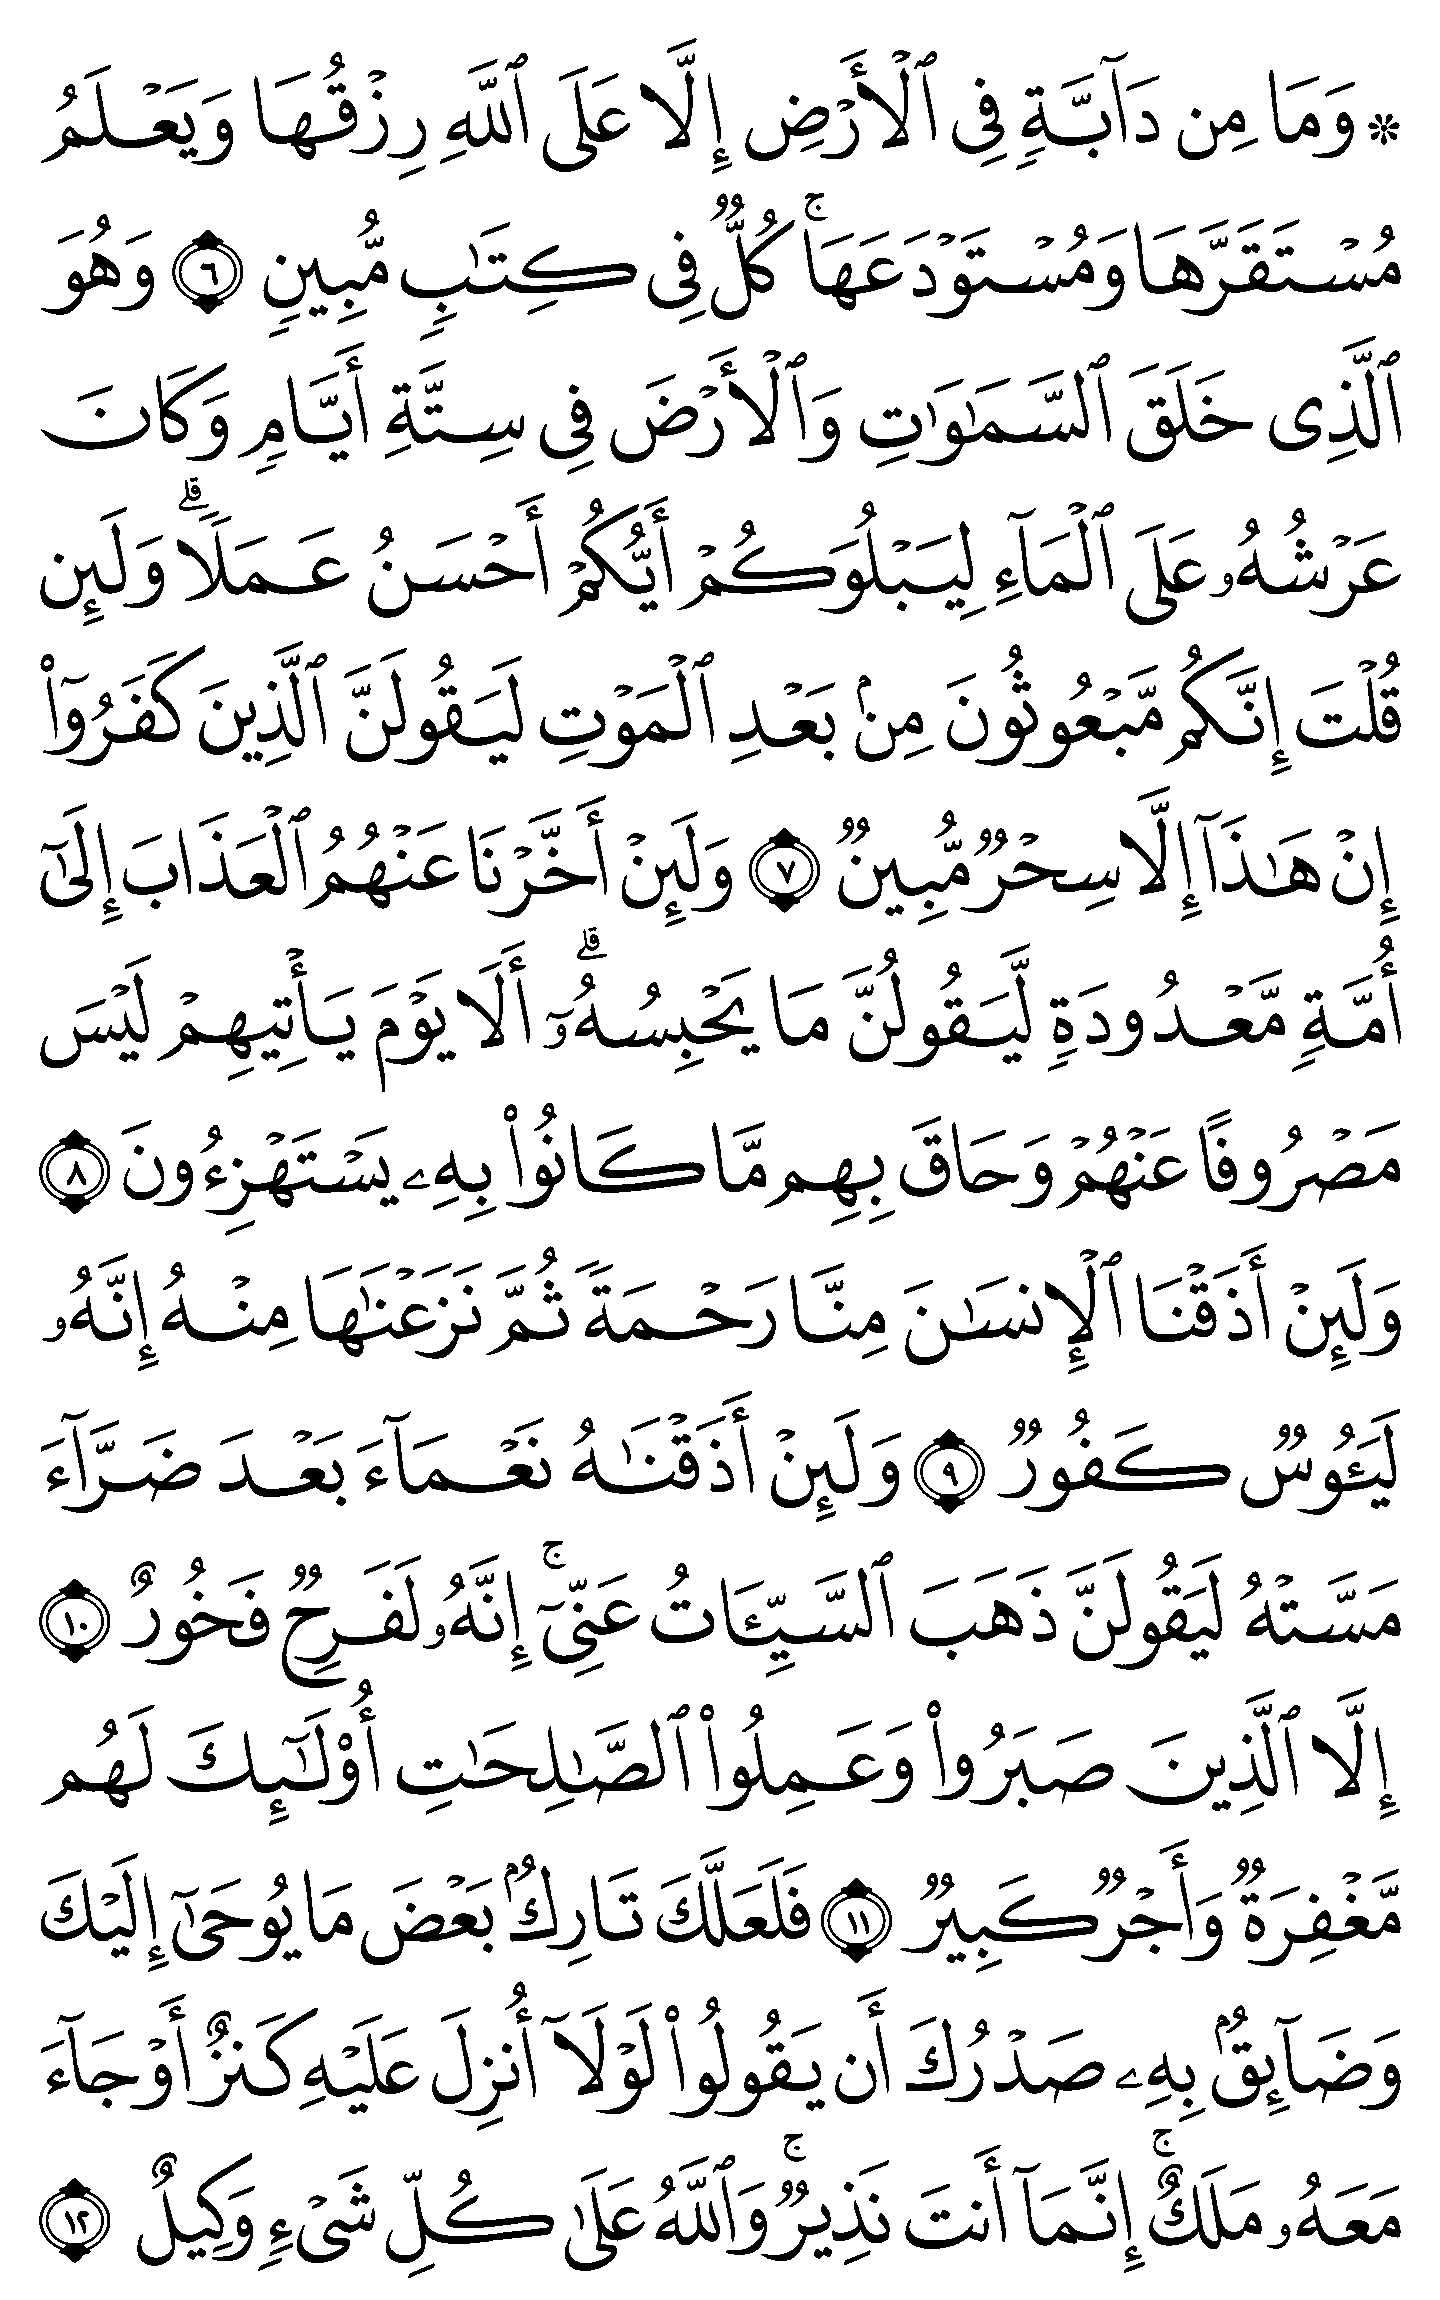 ۞ وَمَا مِن دَآبَّةٍ فِى ٱلْأَرْضِ إِلَّا عَلَى ٱللَّهِ رِزْقُهَا وَيَعْلَمُ
مُسْتَقَرَّهَا وَمُسْتَوْدَعَهَا ۚ كُلٌّ فِى كِتَٰبٍ مُّبِينٍ ٦ وَهُوَ
ٱلَّذِى خَلَقَ ٱلسَّمَٰوَٰتِ وَٱلْأَرْضَ فِى سِتَّةِ أَيَّامٍ وَكَانَ
عَرْشُهُۥ عَلَى ٱلْمَآءِ لِيَبْلُوَكُمْ أَيُّكُمْ أَحْسَنُ عَمَلًا ۗ وَلَئِن
قُلْتَ إِنَّكُم مَّبْعُوثُونَ مِنۢ بَعْدِ ٱلْمَوْتِ لَيَقُولَنَّ ٱلَّذِينَ كَفَرُوٓا۟
إِنْ هَٰذَآ إِلَّا سِحْرٌ مُّبِينٌ ٧ وَلَئِنْ أَخَّرْنَا عَنْهُمُ ٱلْعَذَابَ إِلَىٰٓ
أُمَّةٍ مَّعْدُودَةٍ لَّيَقُولُنَّ مَا يَحْبِسُهُۥٓ ۗ أَلَا يَوْمَ يَأْتِيهِمْ لَيْسَ
مَصْرُوفًا عَنْهُمْ وَحَاقَ بِهِم مَّا كَانُوا۟ بِهِۦ يَسْتَهْزِءُونَ ٨
وَلَئِنْ أَذَقْنَا ٱلْإِنسَٰنَ مِنَّا رَحْمَةً ثُمَّ نَزَعْنَٰهَا مِنْهُ إِنَّهُۥ
لَيَـُٔوسٌ كَفُورٌ ٩ وَلَئِنْ أَذَقْنَٰهُ نَعْمَآءَ بَعْدَ ضَرَّآءَ
مَسَّتْهُ لَيَقُولَنَّ ذَهَبَ ٱلسَّيِّـَٔاتُ عَنِّىٓ ۚ إِنَّهُۥ لَفَرِحٌ فَخُورٌ ١٠
إِلَّا ٱلَّذِينَ صَبَرُوا۟ وَعَمِلُوا۟ ٱلصَّٰلِحَٰتِ أُو۟لَٰٓئِكَ لَهُم
مَّغْفِرَةٌ وَأَجْرٌ كَبِيرٌ ١١ فَلَعَلَّكَ تَارِكٌۢ بَعْضَ مَا يُوحَىٰٓ إِلَيْكَ
وَضَآئِقٌۢ بِهِۦ صَدْرُكَ أَن يَقُولُوا۟ لَوْلَآ أُنزِلَ عَلَيْهِ كَنزٌ أَوْ جَآءَ
مَعَهُۥ مَلَكٌ ۚ إِنَّمَآ أَنتَ نَذِيرٌ ۚ وَٱللَّهُ عَلَىٰ كُلِّ شَىْءٍ وَكِيلٌ ١٢